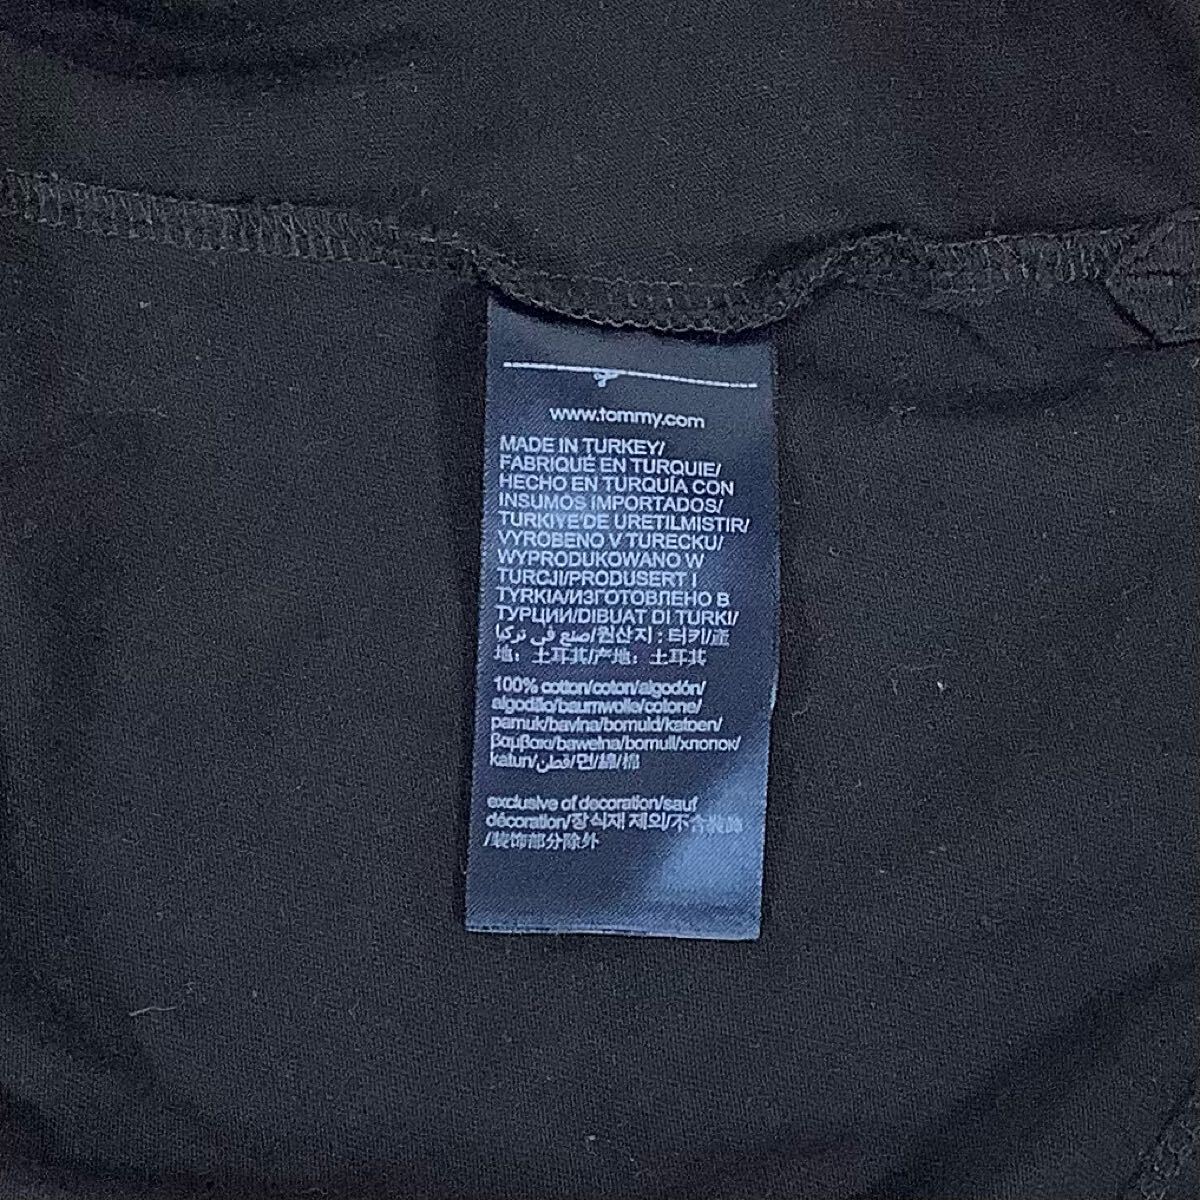 www.tommy.com
MADE IN TURKEY/
FABRIQUÉ EN TURQUIE/
HECHO EN TURQUÍA CON
INSUMOS IMPORTADOS/
TURKIYE'DE URETILMISTIR/
VYROBENO V TURECKU/
WYPRODUKOWANO W
TURCJI/PRODUSERT I
TYRKIA/ИЗГОТОВЛЕНО В
ТУРЦИИ/DIBUAT DI TURKI/
صنع في تركيا/원산지 : 터키/產
地：土耳其/产地：土耳其
100% cotton/coton/algodón/
algodão/baumwolle/cotone/
pamuk/bavlna/bomuld/katoen/
βαμβακι/bawełna/bomull/хлопок/
katun/قطن/면/綿/棉
exclusive of decoration/sauf
décoration/장식재 제외/不含裝飾
/装饰部分除外